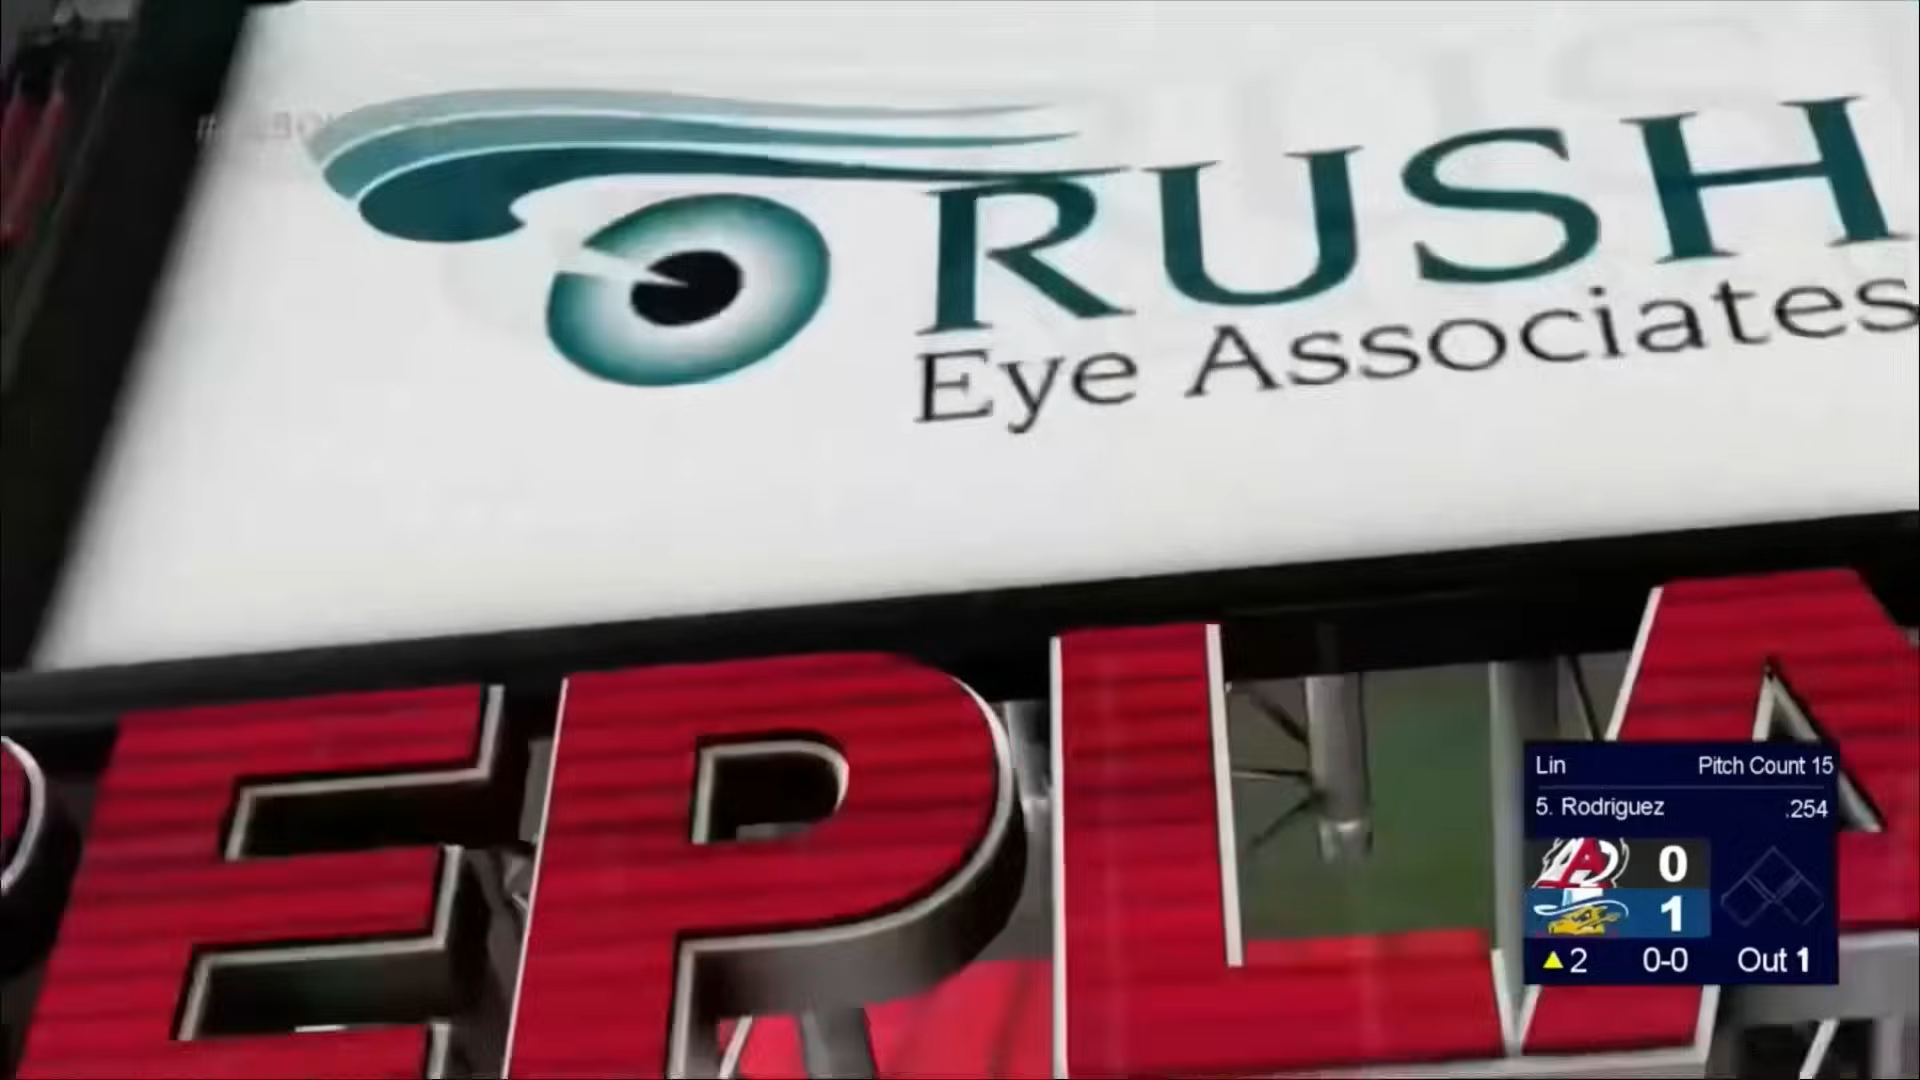 RUSH
Eye Associates
EPLA
Lin Pitch Count 15
5. Rodriguez .254
0
1
▲2 0-0 Out 1